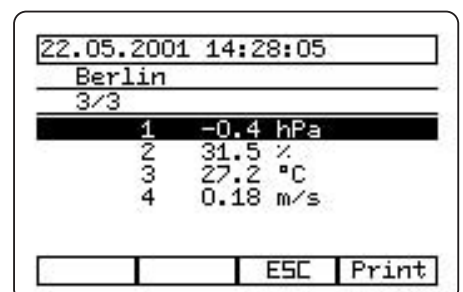 22.05.2001 14:28:05
Berlin
3/3
1 -0.4 hPa
2 31.5 %
3 27.2 °C
4 0.18 m/s
ESC Print